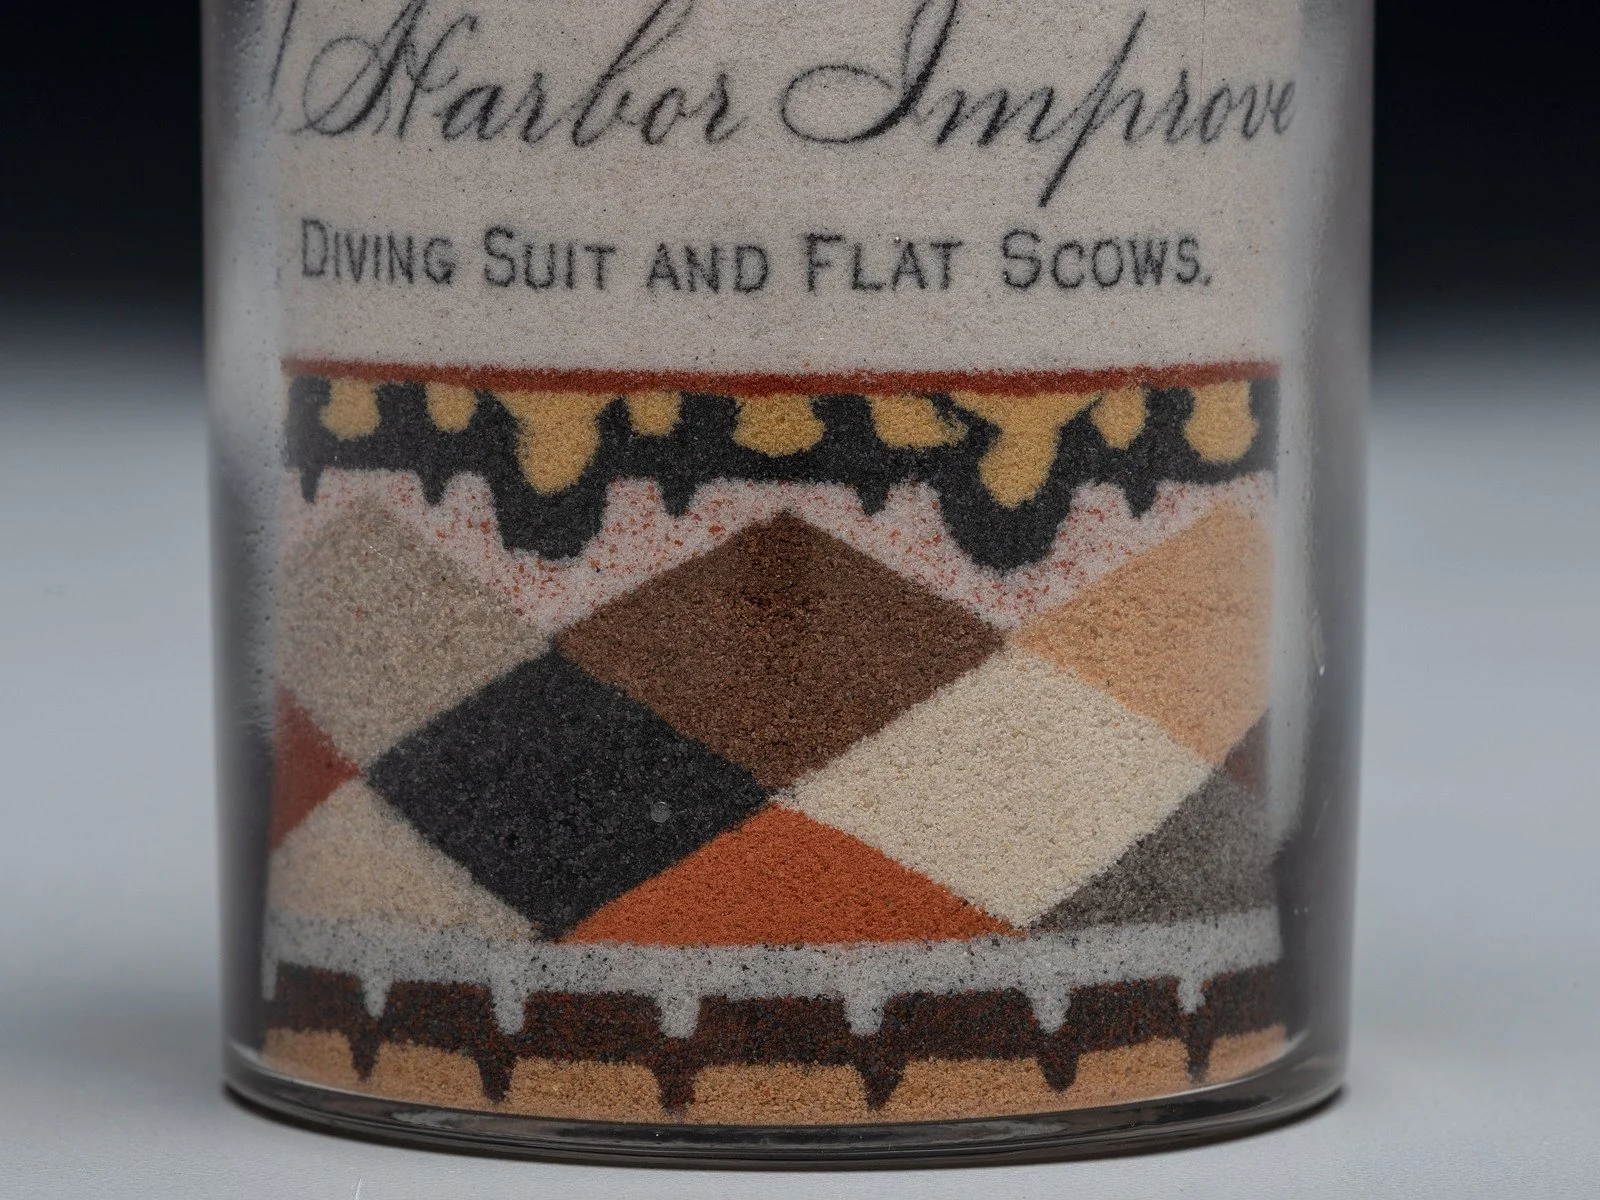 Harbor Improve
DIVING SUIT AND FLAT SCOWS.